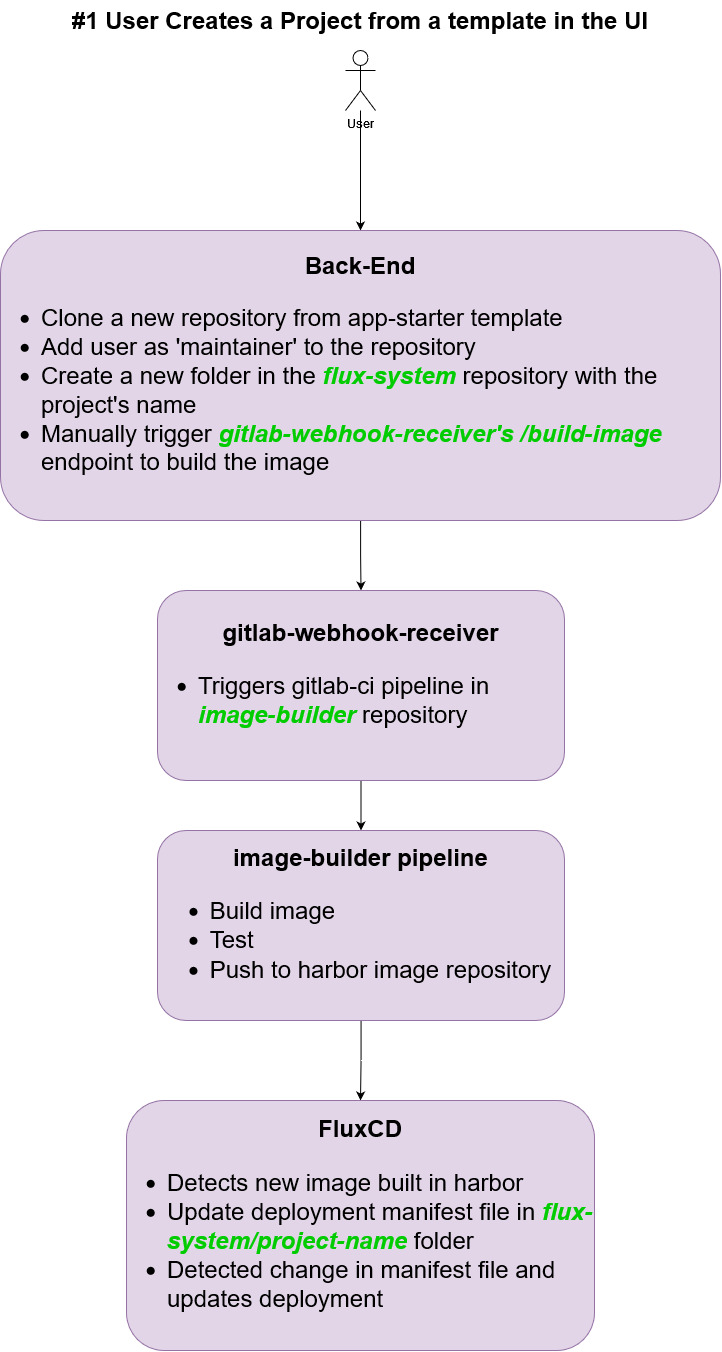 #1 User Creates a Project from a template in the UI
User
Back-End
• Clone a new repository from app-starter template
• Add user as 'maintainer' to the repository
• Create a new folder in the flux-system repository with the
project's name
• Manually trigger gitlab-webhook-receiver's /build-image
endpoint to build the image
gitlab-webhook-receiver
• Triggers gitlab-ci pipeline in
image-builder repository
image-builder pipeline
• Build image
• Test
• Push to harbor image repository
FluxCD
• Detects new image built in harbor
• Update deployment manifest file in flux-
system/project-name folder
• Detected change in manifest file and
updates deployment